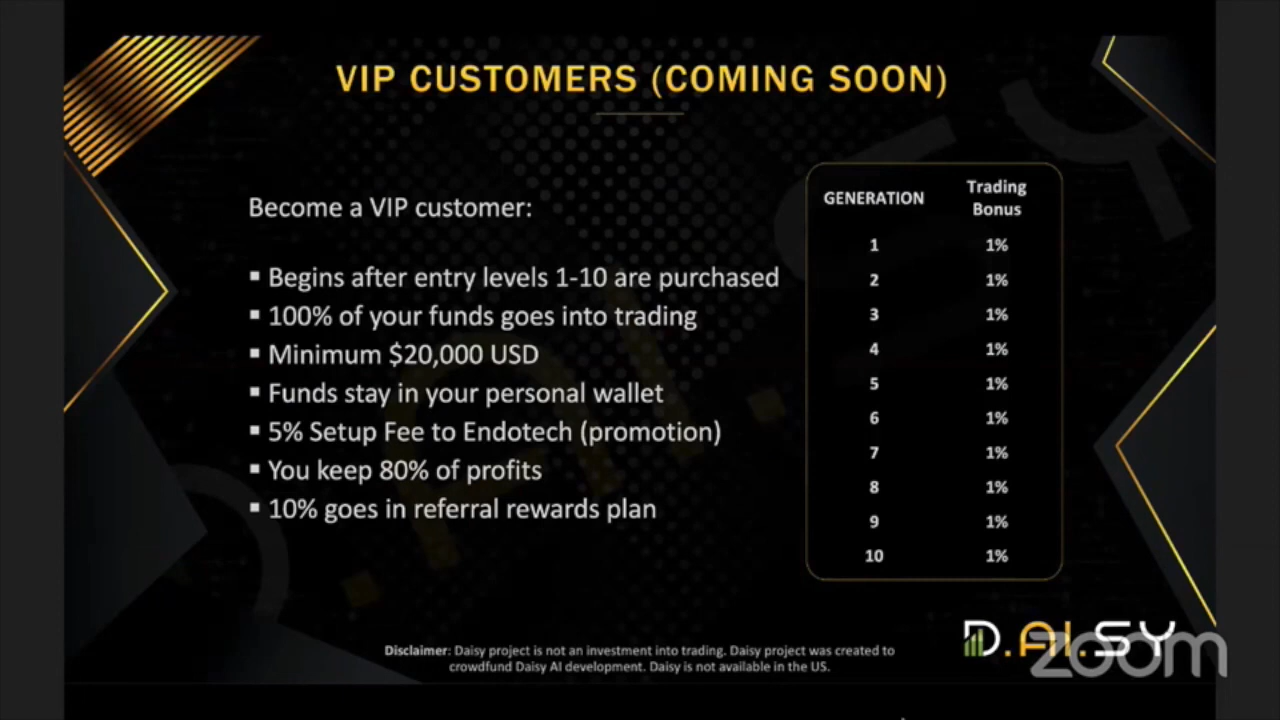 VIP CUSTOMERS (COMING SOON)
Become a VIP customer:
▪ Begins after entry levels 1-10 are purchased
▪ 100% of your funds goes into trading
▪ Minimum $20,000 USD
▪ Funds stay in your personal wallet
▪ 5% Setup Fee to Endotech (promotion)
▪ You keep 80% of profits
▪ 10% goes in referral rewards plan
GENERATION Trading Bonus
1 1%
2 1%
3 1%
4 1%
5 1%
6 1%
7 1%
8 1%
9 1%
10 1%
Disclaimer: Daisy project is not an investment into trading. Daisy project was created to
crowdfund Daisy AI development. Daisy is not available in the US.
D.AI.SY
zoom